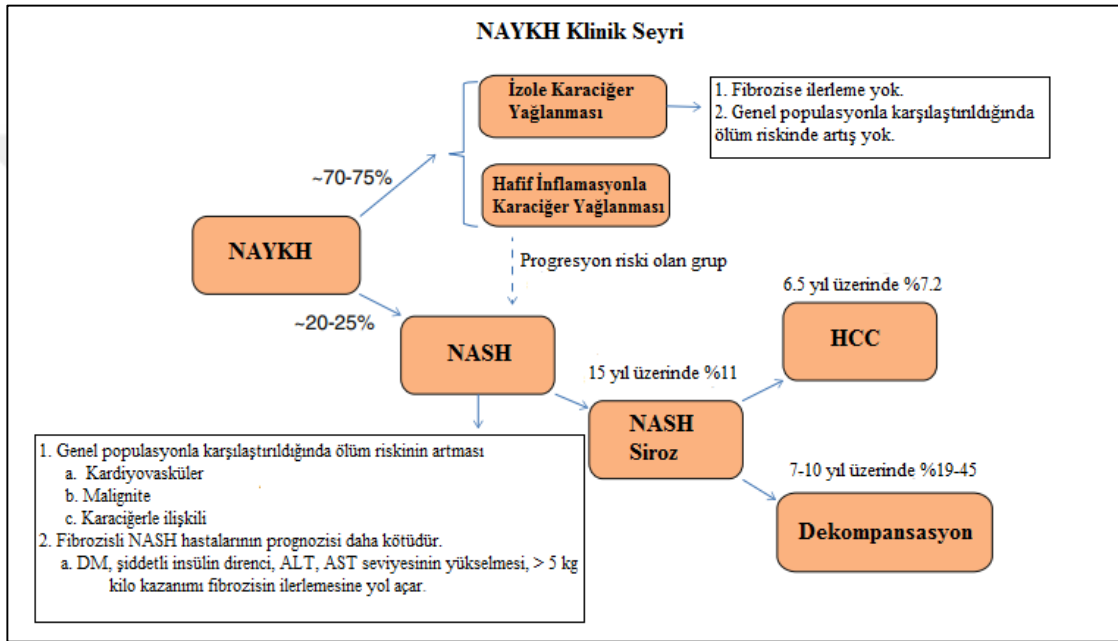 NAYKH Klinik Seyri
İzole Karaciğer
Yağlanması
1. Fibrozise ilerleme yok.
2. Genel populasyonla karşılaştırıldığında
ölüm riskinde artış yok.
~70-75%
Hafif İnflamasyonla
Karaciğer Yağlanması
NAYKH
Progresyon riski olan grup
~20-25%
NASH
6.5 yıl üzerinde %7.2
HCC
15 yıl üzerinde %11
NASH
Siroz
7-10 yıl üzerinde %19-45
Dekompansasyon
1. Genel populasyonla karşılaştırıldığında ölüm riskinin artması
a. Kardiyovasküler
b. Malignite
c. Karaciğerle ilişkili
2. Fibrozisli NASH hastalarının prognozisi daha kötüdür.
a. DM, şiddetli insülin direnci, ALT, AST seviyesinin yükselmesi, > 5 kg
kilo kazanımı fibrozisin ilerlemesine yol açar.